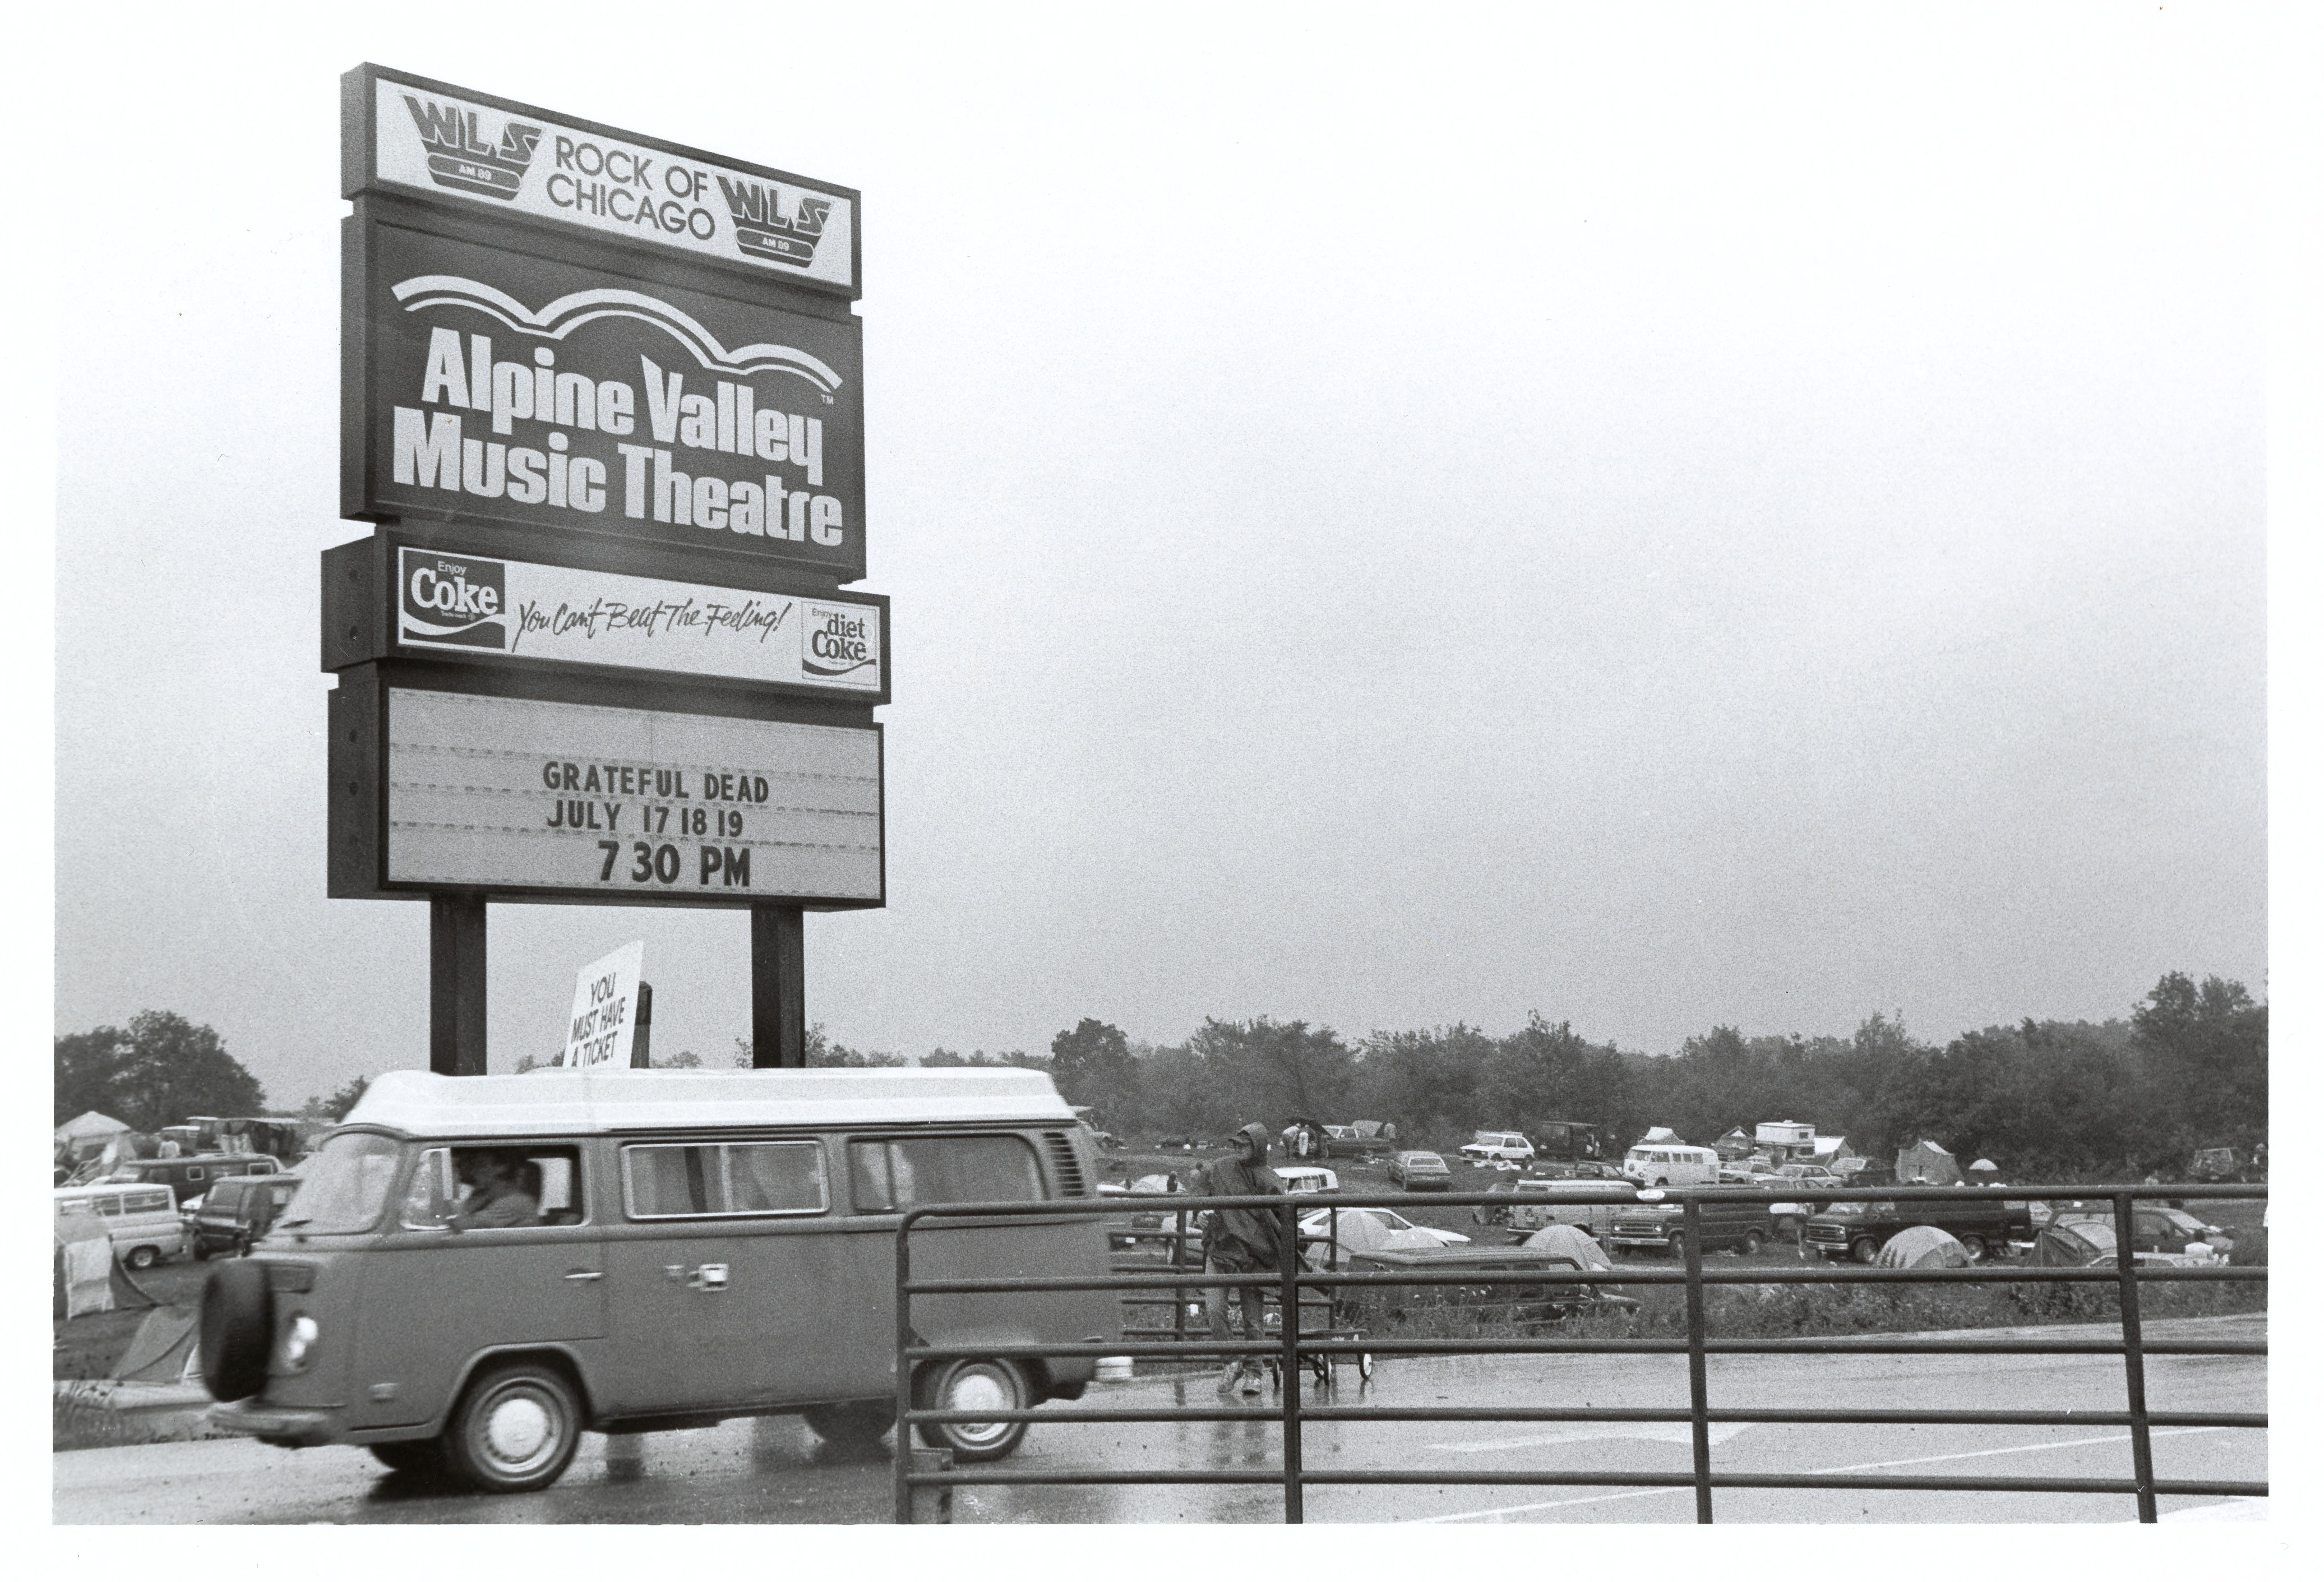 WLS
AM 89
ROCK OF
CHICAGO
WLS
AM 89
Alpine Valley
TM
Music Theatre
Enjoy
Coke
You Can't Beat The Feeling!
Enjoy
diet
Coke
GRATEFUL DEAD
JULY 17 18 19
7 30 PM
YOU
MUST HAVE
A TICKET